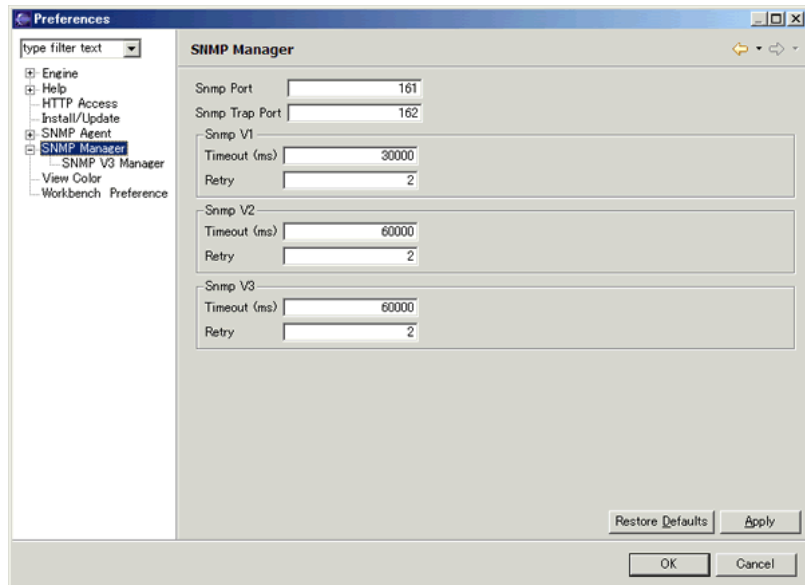 Preferences
type filter text
Engine
Help
HTTP Access
Install/Update
SNMP Agent
SNMP Manager
SNMP V3 Manager
View Color
Workbench Preference
SNMP Manager
Snmp Port 161
Snmp Trap Port 162
Snmp V1
Timeout (ms) 30000
Retry 2
Snmp V2
Timeout (ms) 60000
Retry 2
Snmp V3
Timeout (ms) 60000
Retry 2
Restore Defaults Apply
OK Cancel